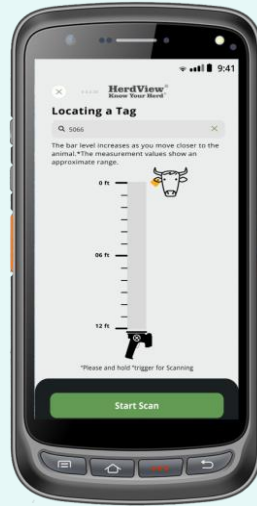 9:41
HerdView®
Know Your Herd®
Locating a Tag
5066
The bar level increases as you move closer to the
animal.*The measurement values show an
approximate range.
0 ft
06 ft
12 ft
*Please and hold "trigger for Scanning
Start Scan